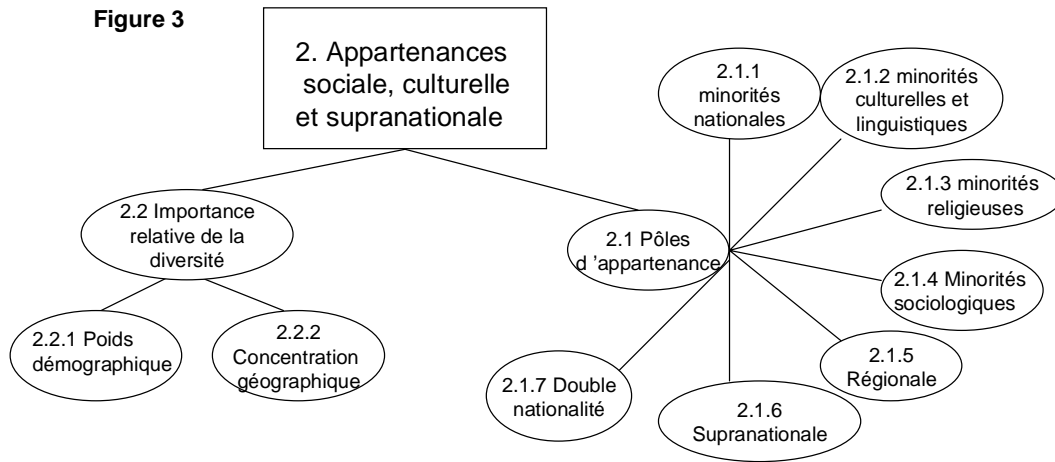 Figure 3
2. Appartenances
sociale, culturelle
et supranationale
2.1.1
minorités
nationales
2.1.2 minorités
culturelles et
linguistiques
2.1.3 minorités
religieuses
2.2 Importance
relative de la
diversité
2.1 Pôles
d ’appartenance
2.1.4 Minorités
sociologiques
2.2.1 Poids
démographique
2.2.2
Concentration
géographique
2.1.5
Régionale
2.1.7 Double
nationalité
2.1.6
Supranationale